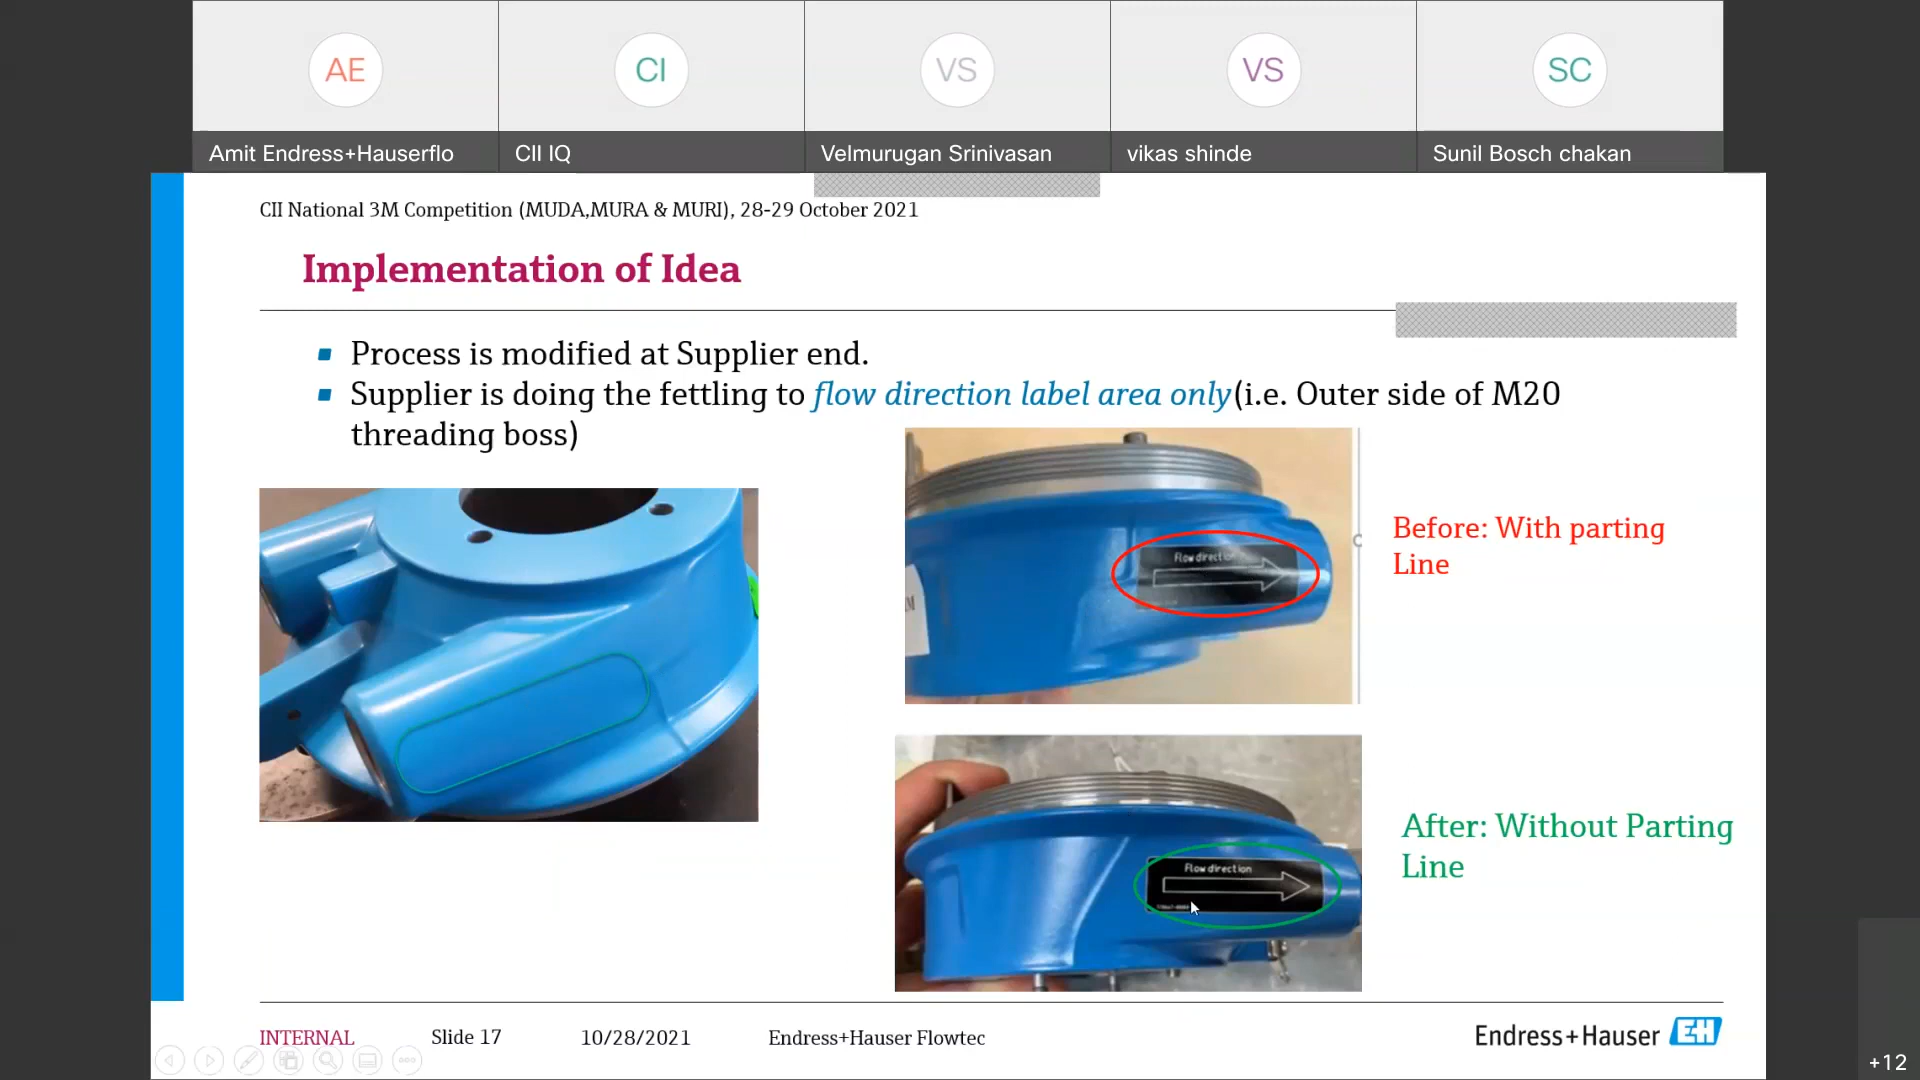 AE
CI
VS
VS
SC
Amit Endress+Hauserflo
CII IQ
Velmurugan Srinivasan
vikas shinde
Sunil Bosch chakan
CII National 3M Competition (MUDA,MURA & MURI), 28-29 October 2021
Implementation of Idea
Process is modified at Supplier end.
Supplier is doing the fettling to flow direction label area only(i.e. Outer side of M20
threading boss)
Flow direction
Before: With parting
Line
Flow direction
After: Without Parting
Line
INTERNAL
Slide 17
10/28/2021
Endress+Hauser Flowtec
Endress+Hauser
EH
+12